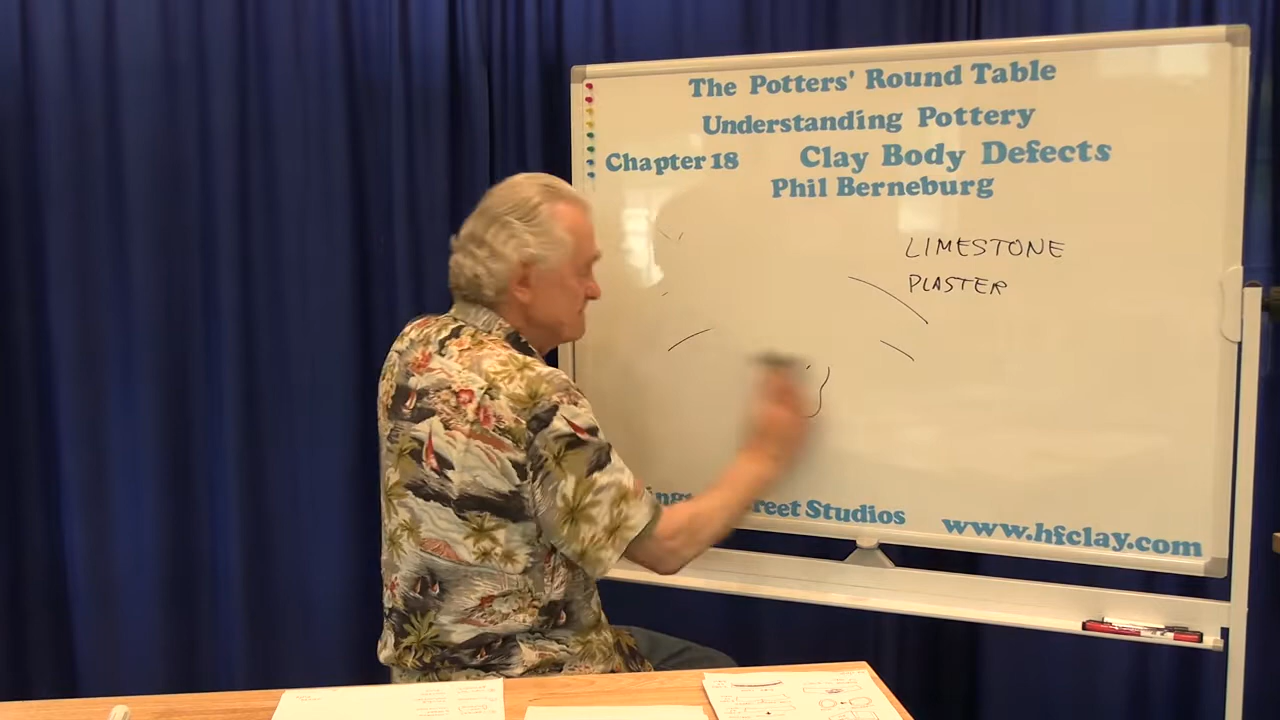 The Potters' Round Table
Understanding Pottery
Chapter 18 Clay Body Defects
Phil Berneburg
LIMESTONE
PLASTER
Studios
www.hfclay.com